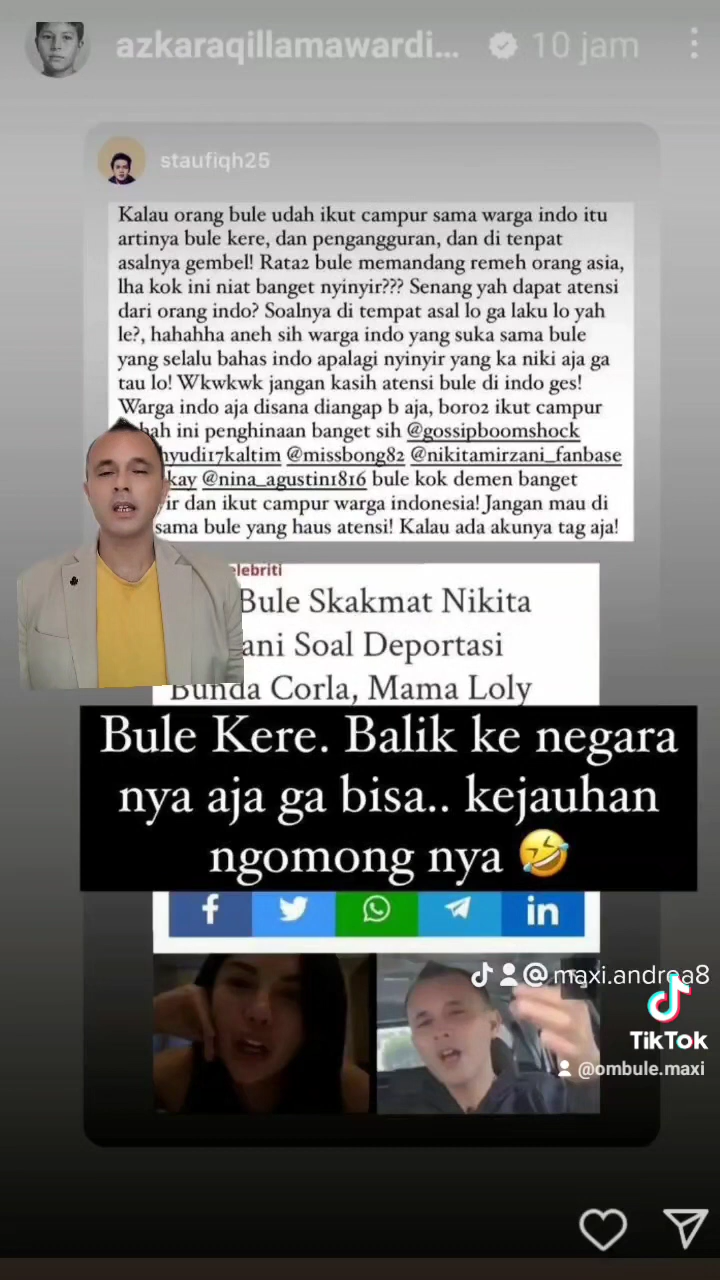 azkaraqillamawardi... 10 jam
staufiqh25
Kalau orang bule udah ikut campur sama warga indo itu
artinya bule kere, dan pengangguran, dan di tenpat
asalnya gembel! Rata2 bule memandang remeh orang asia,
lha kok ini niat banget nyinyir??? Senang yah dapat atensi
dari orang indo? Soalnya di tempat asal lo ga laku lo yah
le?, hahahha aneh sih warga indo yang suka sama bule
yang selalu bahas indo apalagi nyinyir yang ka niki aja ga
tau lo! Wkwkwk jangan kasih atensi bule di indo ges!
Warga indo aja disana diangap b aja, boro2 ikut campur
ah ini penghinaan banget sih @gossipboomshock
hyudi17kaltim @missbong82 @nikitamirzani_fanbase
kay @nina_agustin1816 bule kok demen banget
ir dan ikut campur warga indonesia! Jangan mau di
sama bule yang haus atensi! Kalau ada akunya tag aja!
elebriti
Bule Skakmat Nikita
ani Soal Deportasi
Bunda Corla, Mama Loly
Bule Kere. Balik ke negara
nya aja ga bisa.. kejauhan
ngomong nya 🤣
f in
@maxi.andrea8
TikTok
@ombule.maxi